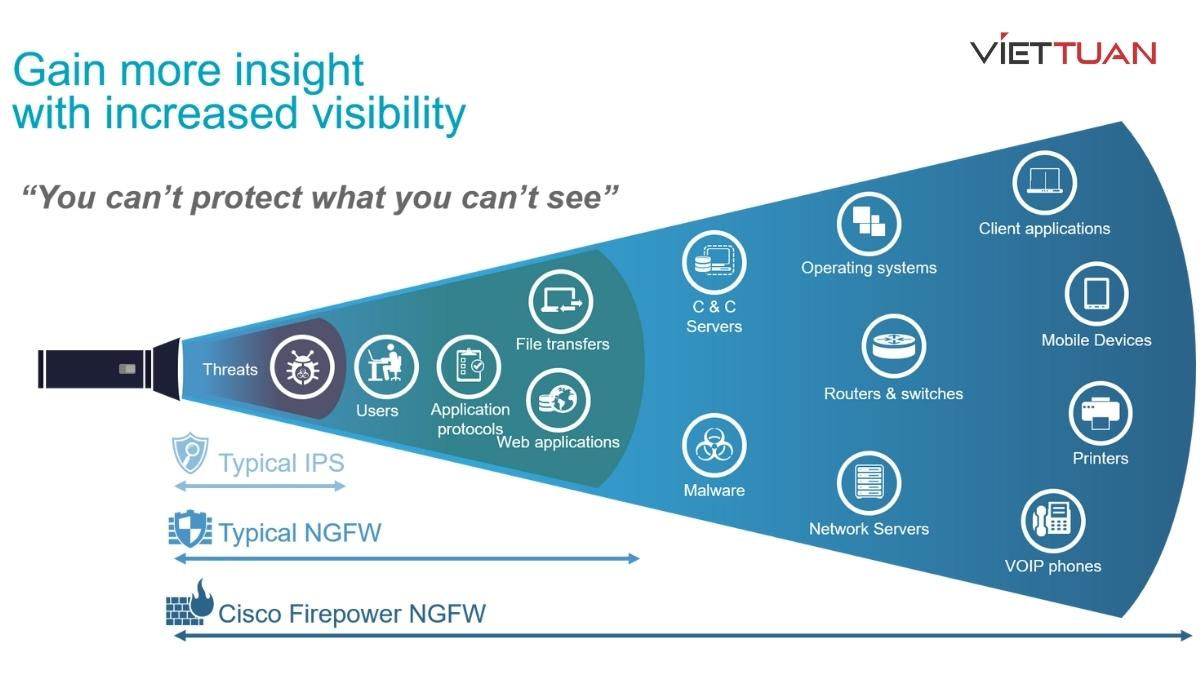 VIETTUAN
Gain more insight
with increased visibility
“You can’t protect what you can’t see”
Threats
Users
Application
protocols
File transfers
Web applications
C & C
Servers
Malware
Operating systems
Routers & switches
Network Servers
Client applications
Mobile Devices
Printers
VOIP phones
Typical IPS
Typical NGFW
Cisco Firepower NGFW